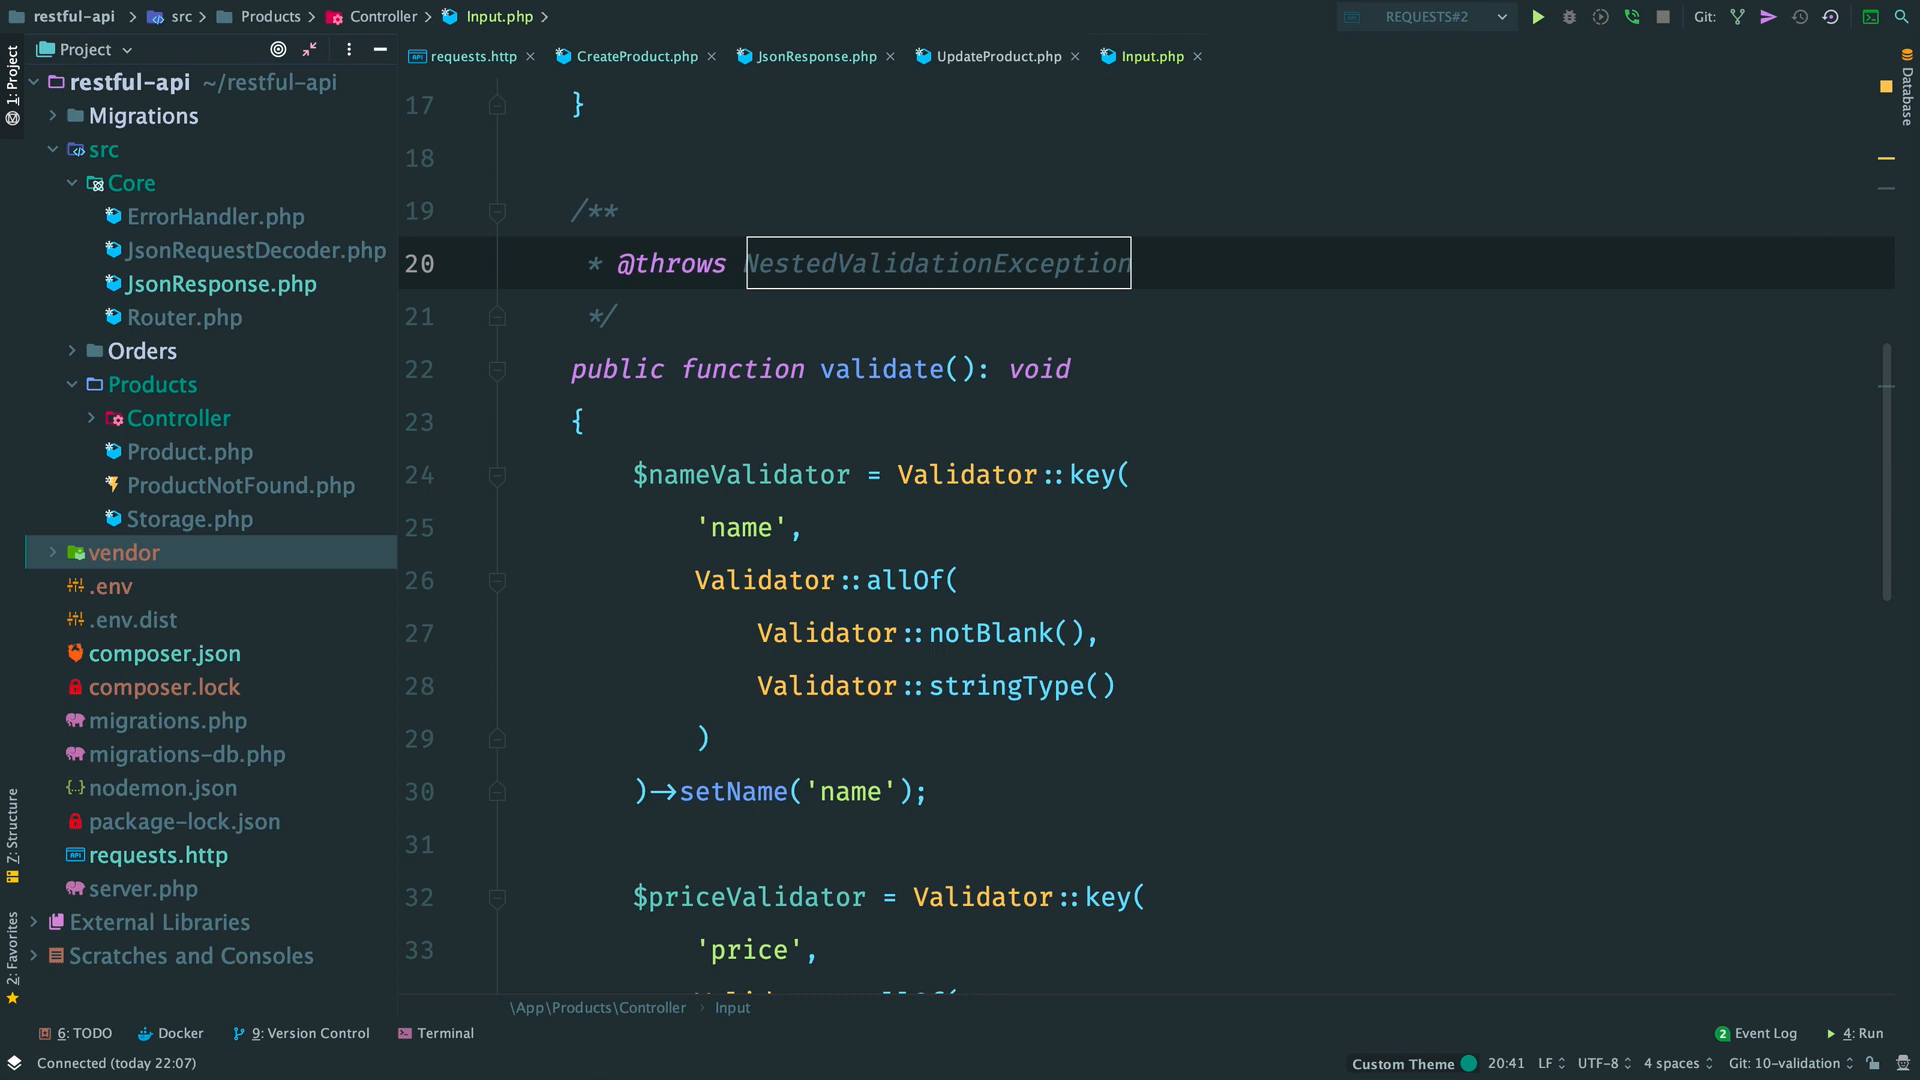 restful-api > src > Products > Controller > Input.php >
REQUESTS#2
Git:
Project
requests.http
CreateProduct.php
JsonResponse.php
UpdateProduct.php
Input.php
1: Project
7: Structure
2: Favorites
Database
restful-api ~/restful-api
Migrations
src
Core
ErrorHandler.php
JsonRequestDecoder.php
JsonResponse.php
Router.php
Orders
Products
Controller
Product.php
ProductNotFound.php
Storage.php
vendor
.env
.env.dist
composer.json
composer.lock
migrations.php
migrations-db.php
nodemon.json
package-lock.json
requests.http
server.php
External Libraries
Scratches and Consoles
17 }
18
19 /**
20 * @throws NestedValidationException
21 */
22 public function validate(): void
23 {
24 $nameValidator = Validator::key(
25 'name',
26 Validator::allOf(
27 Validator::notBlank(),
28 Validator::stringType()
29 )
30 )->setName('name');
31
32 $priceValidator = Validator::key(
33 'price',
\App\Products\Controller > Input
6: TODO
Docker
9: Version Control
Terminal
2 Event Log
4: Run
Connected (today 22:07)
Custom Theme
20:41
LF
UTF-8
4 spaces
Git: 10-validation